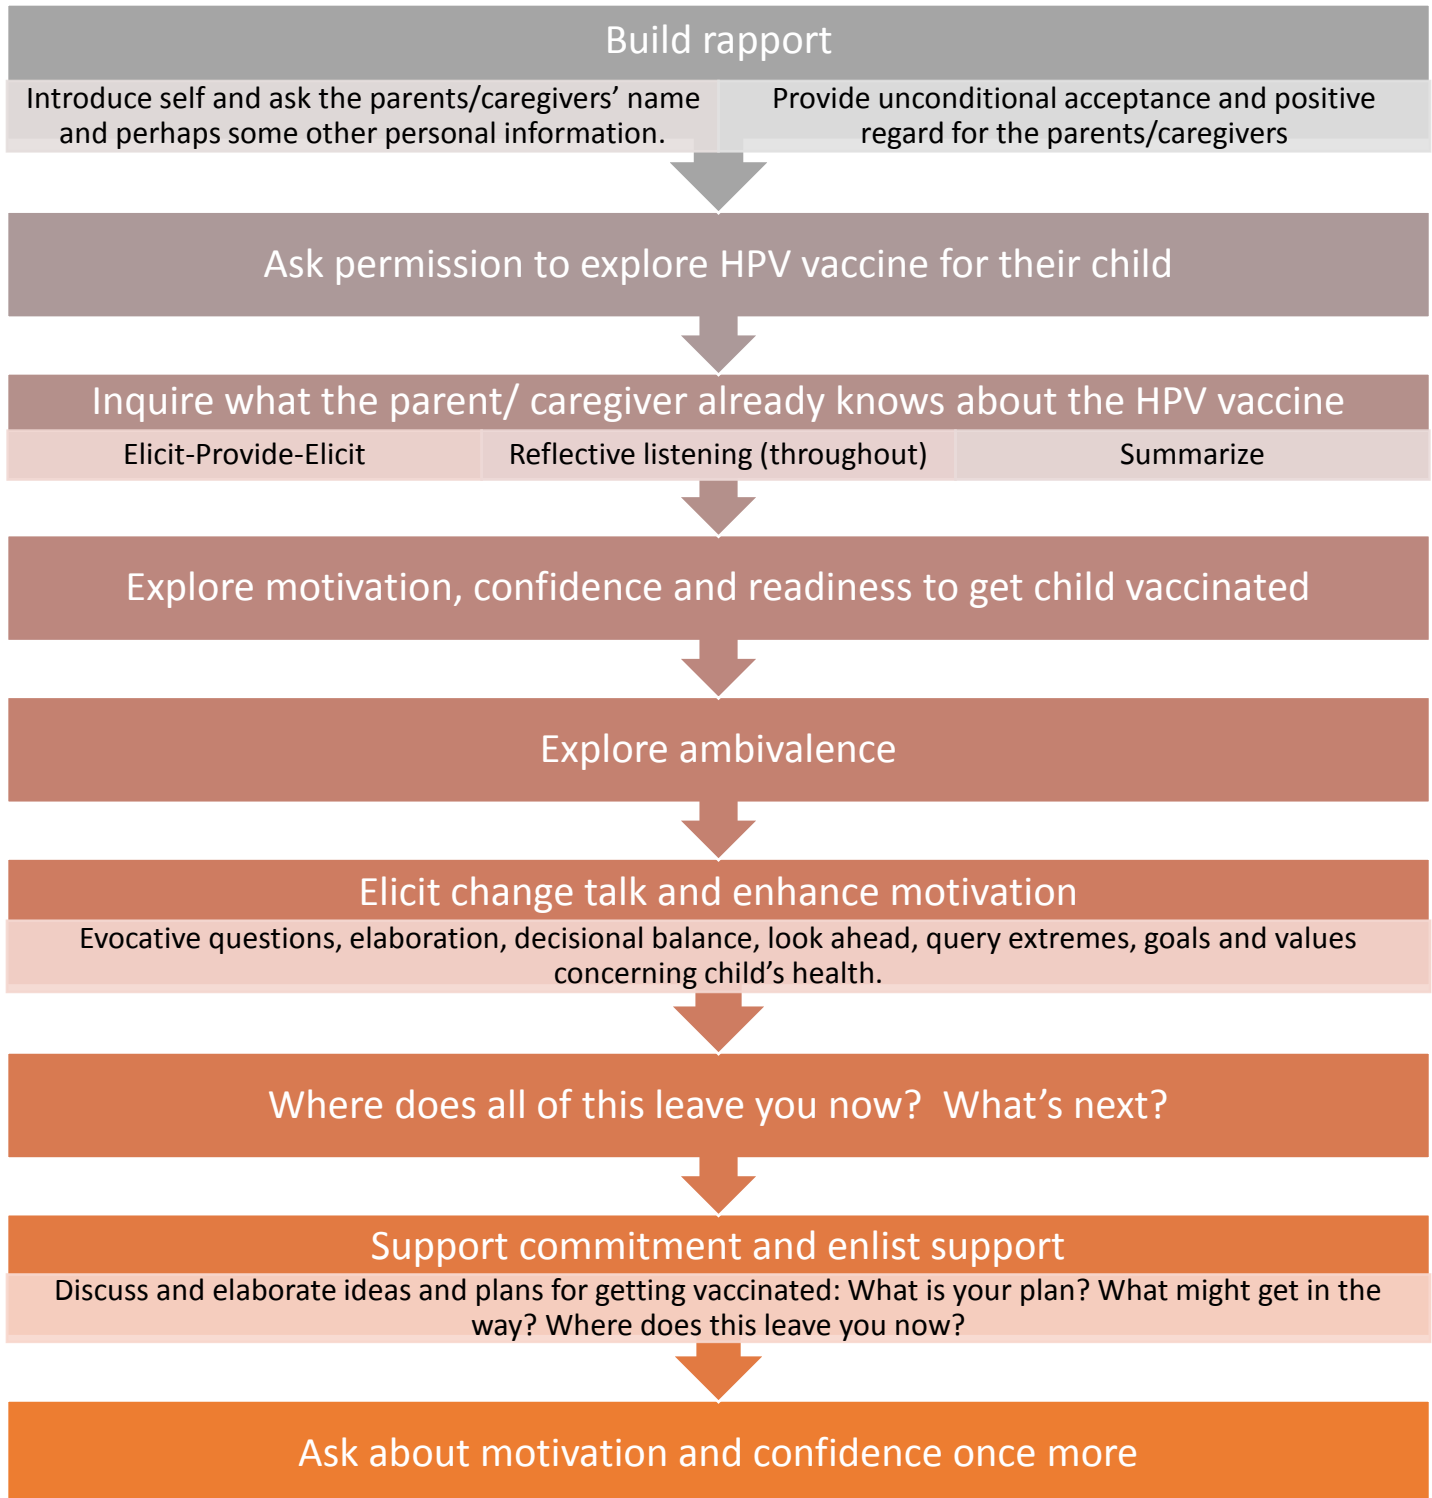 Build rapport
Introduce self and ask the parents/caregivers’ name
and perhaps some other personal information.
Provide unconditional acceptance and positive
regard for the parents/caregivers
Ask permission to explore HPV vaccine for their child
Inquire what the parent/ caregiver already knows about the HPV vaccine
Elicit-Provide-Elicit
Reflective listening (throughout)
Summarize
Explore motivation, confidence and readiness to get child vaccinated
Explore ambivalence
Elicit change talk and enhance motivation
Evocative questions, elaboration, decisional balance, look ahead, query extremes, goals and values
concerning child’s health.
Where does all of this leave you now?  What’s next?
Support commitment and enlist support
Discuss and elaborate ideas and plans for getting vaccinated: What is your plan? What might get in the
way? Where does this leave you now?
Ask about motivation and confidence once more